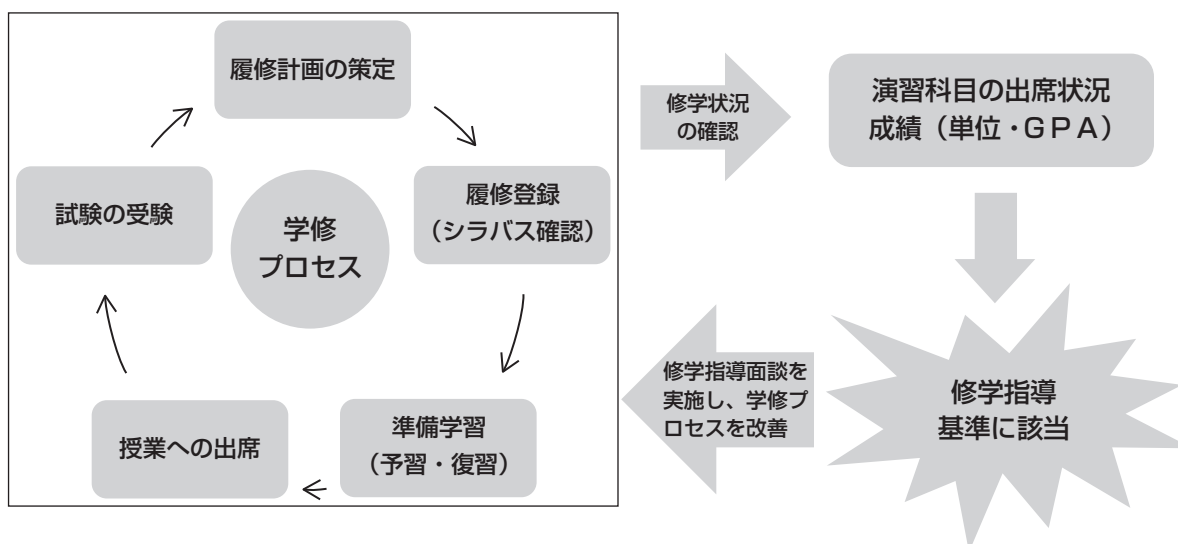 履修計画の策定
履修登録
（シラバス確認）
準備学習
（予習・復習）
授業への出席
試験の受験
学修
プロセス
修学状況
の確認
演習科目の出席状況
成績（単位・ＧＰＡ）
修学指導
基準に該当
修学指導面談を
実施し、学修プ
ロセスを改善